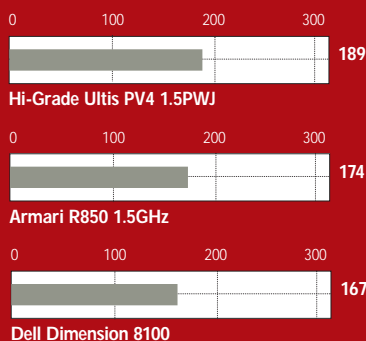 0 100 200 300
189
Hi-Grade Ultis PV4 1.5PWJ
0 100 200 300
174
Armari R850 1.5GHz
0 100 200 300
167
Dell Dimension 8100